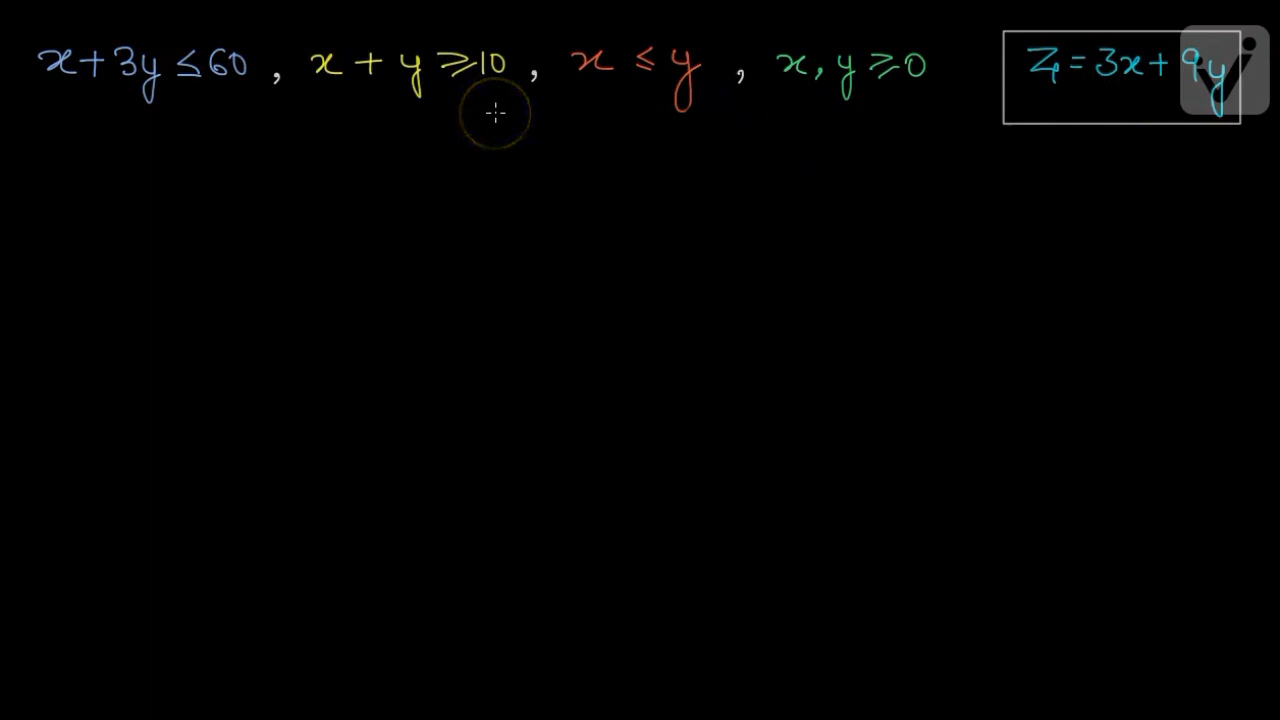 x + 3y ≤ 60 , x + y ≥ 10 , x ≤ y , x, y ≥ 0 Z = 3x + 9y